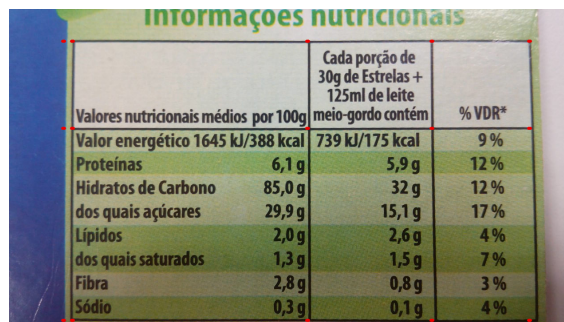 Informações nutricionais
Cada porção de
30g de Estrelas +
125ml de leite
Valores nutricionais médios por 100g meio-gordo contém % VDR*
Valor energético 1645 kJ/388 kcal 739 kJ/175 kcal 9 %
Proteínas 6,1 g 5,9 g 12 %
Hidratos de Carbono 85,0 g 32 g 12 %
dos quais açúcares 29,9 g 15,1 g 17 %
Lípidos 2,0 g 2,6 g 4 %
dos quais saturados 1,3 g 1,5 g 7 %
Fibra 2,8 g 0,8 g 3 %
Sódio 0,3 g 0,1 g 4 %